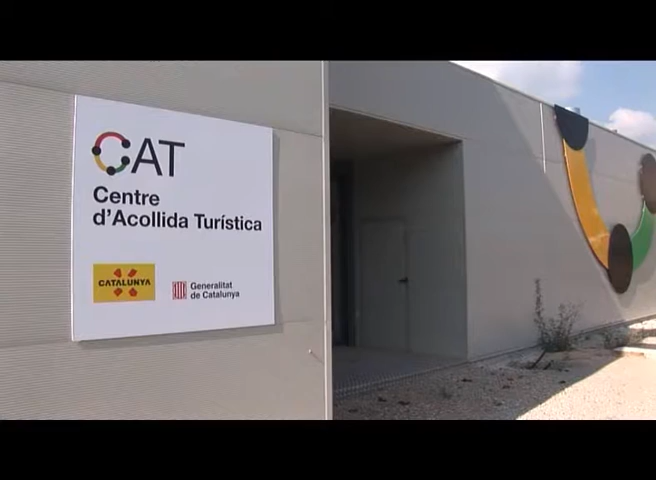 CAT
Centre
d'Acollida Turística
CATALUNYA
Generalitat
de Catalunya